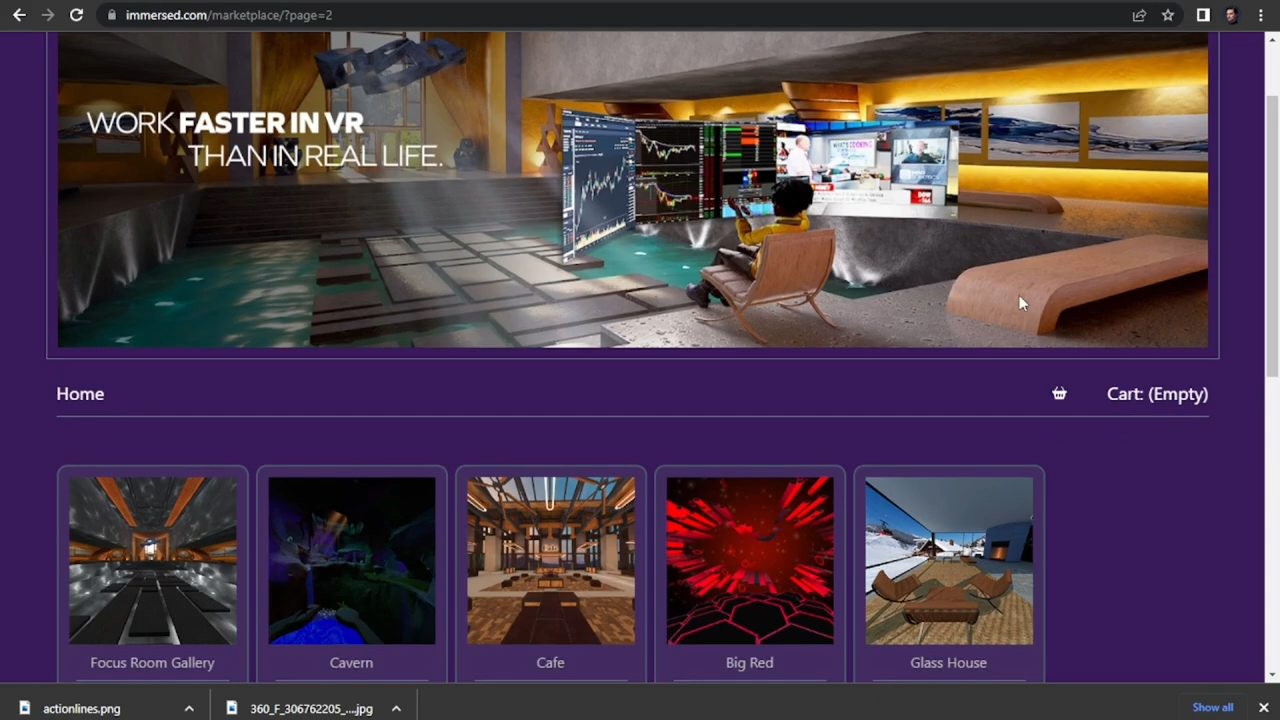 immersed.com/marketplace/?page=2
WORK FASTER IN VR
THAN IN REAL LIFE.
Home
Cart: (Empty)
Focus Room Gallery
Cavern
Cafe
Big Red
Glass House
actionlines.png
360_F_306762205_....jpg
Show all